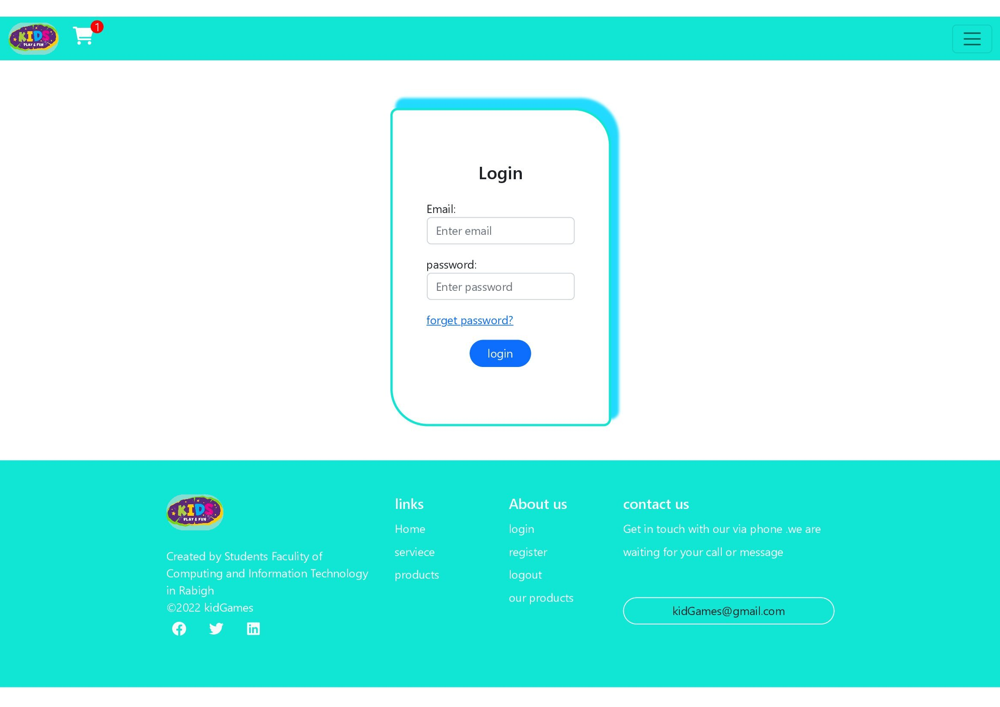 KIDS
PLAY & FUN
1
Login
Email:
Enter email
password:
Enter password
forget password?
login
KIDS
PLAY & FUN
Created by Students Faculity of
Computing and Information Technology
in Rabigh
©2022 kidGames
links
Home
serviece
products
About us
login
register
logout
our products
contact us
Get in touch with our via phone .we are
waiting for your call or message
kidGames@gmail.com